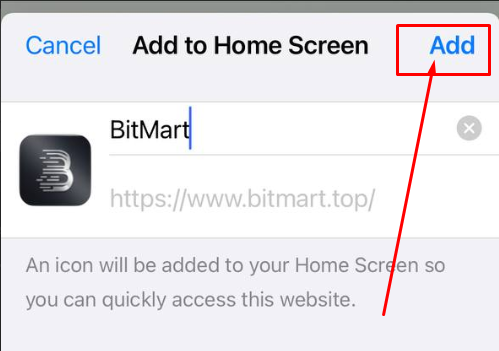 Cancel Add to Home Screen Add
BitMart
https://www.bitmart.top/
An icon will be added to your Home Screen so
you can quickly access this website.